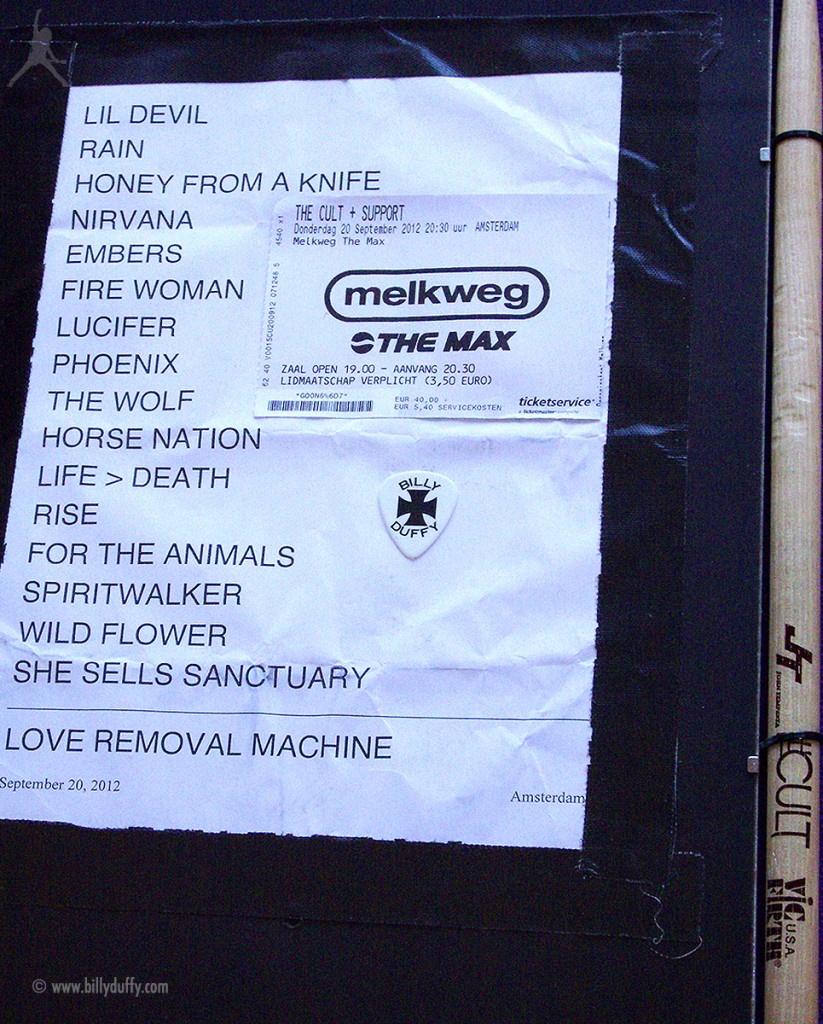 LIL DEVIL
RAIN
HONEY FROM A KNIFE
NIRVANA
EMBERS
FIRE WOMAN
LUCIFER
PHOENIX
THE WOLF
HORSE NATION
LIFE > DEATH
RISE
FOR THE ANIMALS
SPIRITWALKER
WILD FLOWER
SHE SELLS SANCTUARY
LOVE REMOVAL MACHINE
September 20, 2012
Amsterdam
THE CULT + SUPPORT
Donderdag 20 September 2012 20:30 uur AMSTERDAM
Melkweg The Max
melkweg
THE MAX
ZAAL OPEN 19.00 - AANVANG 20.30
LIDMAATSCHAP VERPLICHT (3,50 EURO)
EUR 40,00
EUR 5,40 SERVICEKOSTEN
ticketservice
BILLY
DUFFY
JT
CULT
VIC
FIRTH®
U.S.A.
© www.billyduffy.com